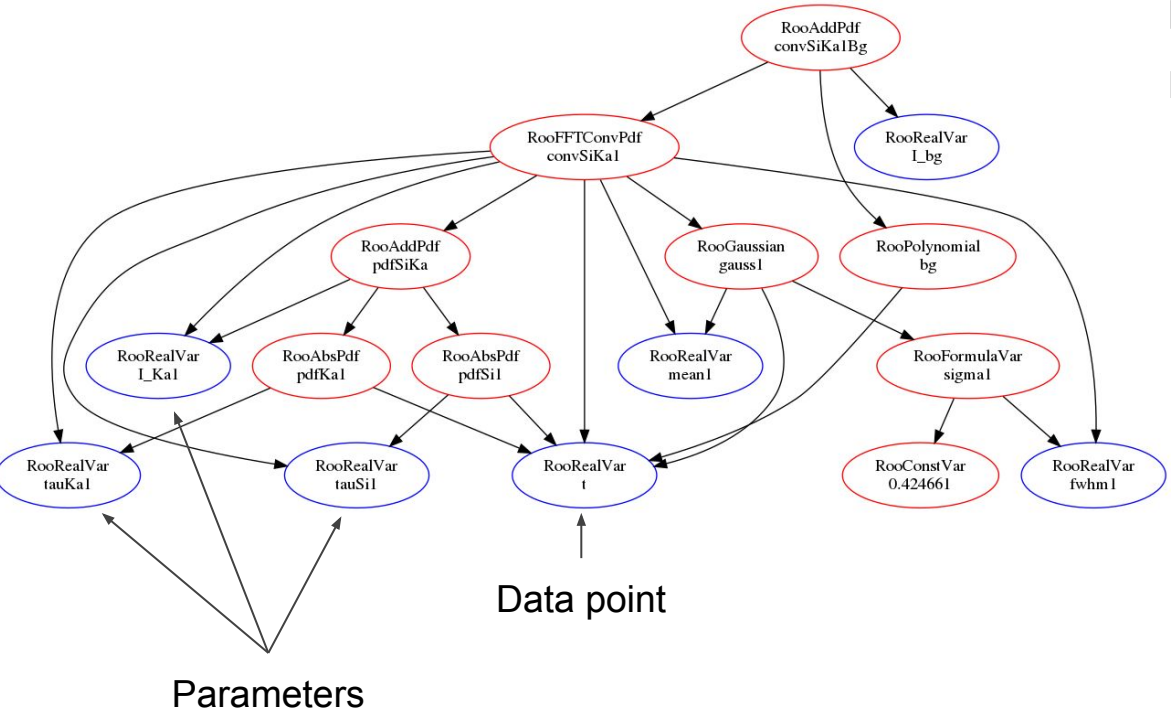 RooAddPdf
convSiKa1Bg
RooFFTConvPdf
convSiKa1
RooRealVar
I_bg
RooAddPdf
pdfSiKa
RooGaussian
gauss1
RooPolynomial
bg
RooRealVar
I_Ka1
RooAbsPdf
pdfKa1
RooAbsPdf
pdfSi1
RooRealVar
mean1
RooFormulaVar
sigma1
RooRealVar
tauKa1
RooRealVar
tauSi1
RooRealVar
t
RooConstVar
0.424661
RooRealVar
fwhm1
Data point
Parameters